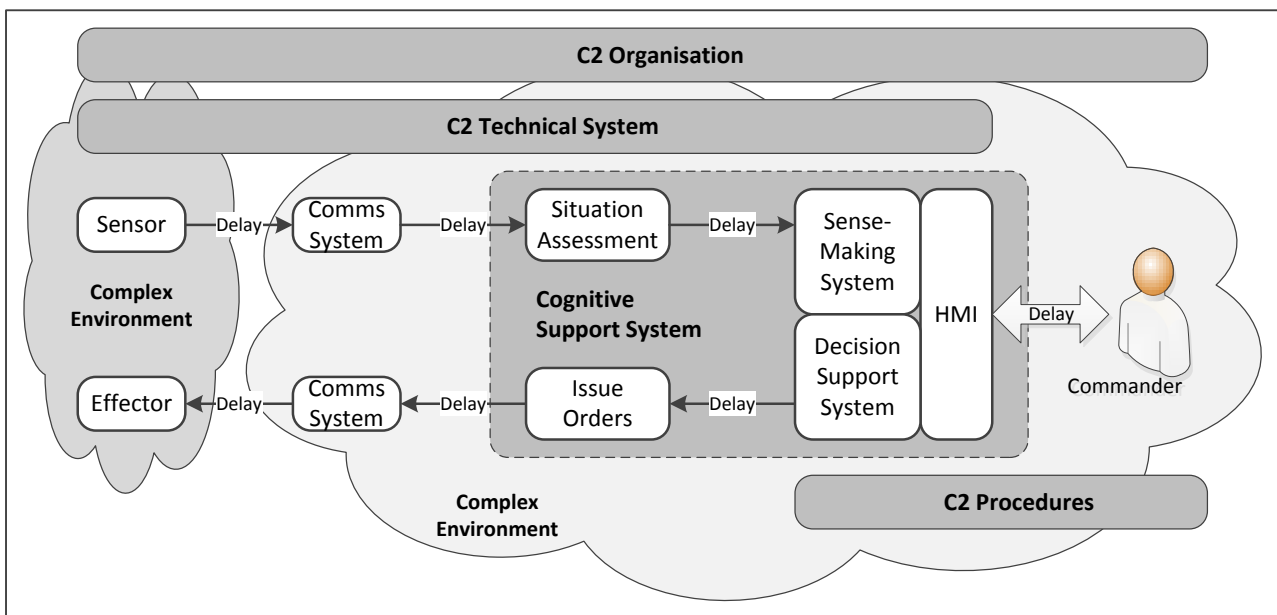 C2 Organisation
C2 Technical System
Sensor
Delay
Comms
System
Delay
Situation
Assessment
Delay
Sense-
Making
System
HMI
Delay
Commander
Complex
Environment
Cognitive
Support System
Effector
Delay
Comms
System
Delay
Issue
Orders
Delay
Decision
Support
System
Complex
Environment
C2 Procedures